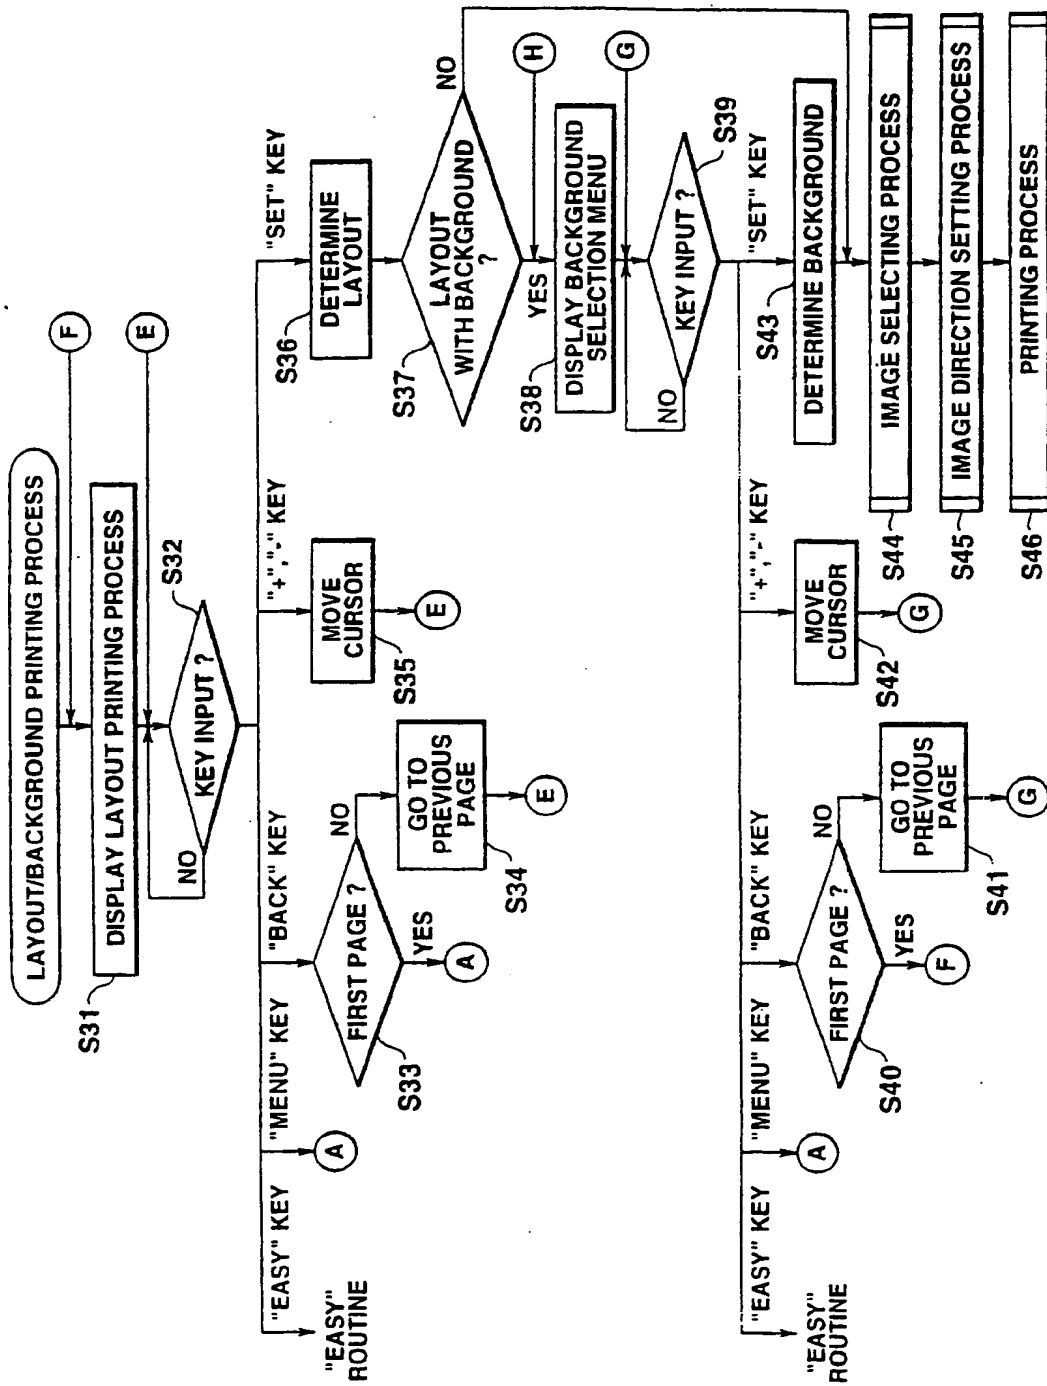 LAYOUT/BACKGROUND PRINTING PROCESS
F
S31
DISPLAY LAYOUT PRINTING PROCESS
E
S32
KEY INPUT ?
NO
"EASY" KEY
"EASY"
ROUTINE
"MENU" KEY
A
"BACK" KEY
S33
FIRST PAGE ?
YES
A
NO
GO TO
PREVIOUS
PAGE
S34
E
"+","-" KEY
MOVE
CURSOR
S35
E
"SET" KEY
S36
DETERMINE
LAYOUT
S37
LAYOUT
WITH BACKGROUND
?
NO
YES
H
S38
DISPLAY BACKGROUND
SELECTION MENU
G
S39
KEY INPUT ?
NO
"EASY" KEY
"EASY"
ROUTINE
"MENU" KEY
A
"BACK" KEY
S40
FIRST PAGE ?
YES
F
NO
GO TO
PREVIOUS
PAGE
S41
G
"+","-" KEY
MOVE
CURSOR
S42
G
"SET" KEY
S43
DETERMINE BACKGROUND
S44
IMAGE SELECTING PROCESS
S45
IMAGE DIRECTION SETTING PROCESS
S46
PRINTING PROCESS